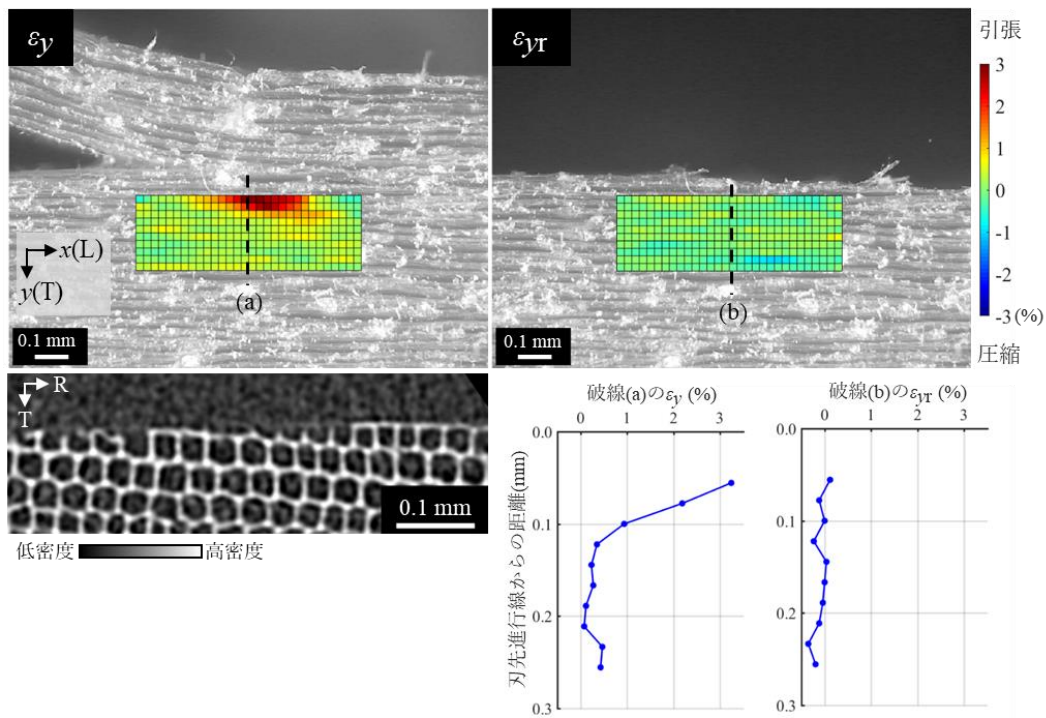 εy
εyr
引張
3
2
1
0
-1
-2
-3 (%)
圧縮
x(L)
y(T)
(a)
(b)
0.1 mm
0.1 mm
R
T
0.1 mm
低密度
高密度
破線(a)のεy (%)
0 1 2 3
0.0
0.1
0.2
0.3
刃先進行線からの距離(mm)
破線(b)のεyr (%)
0 1 2 3
0.0
0.1
0.2
0.3